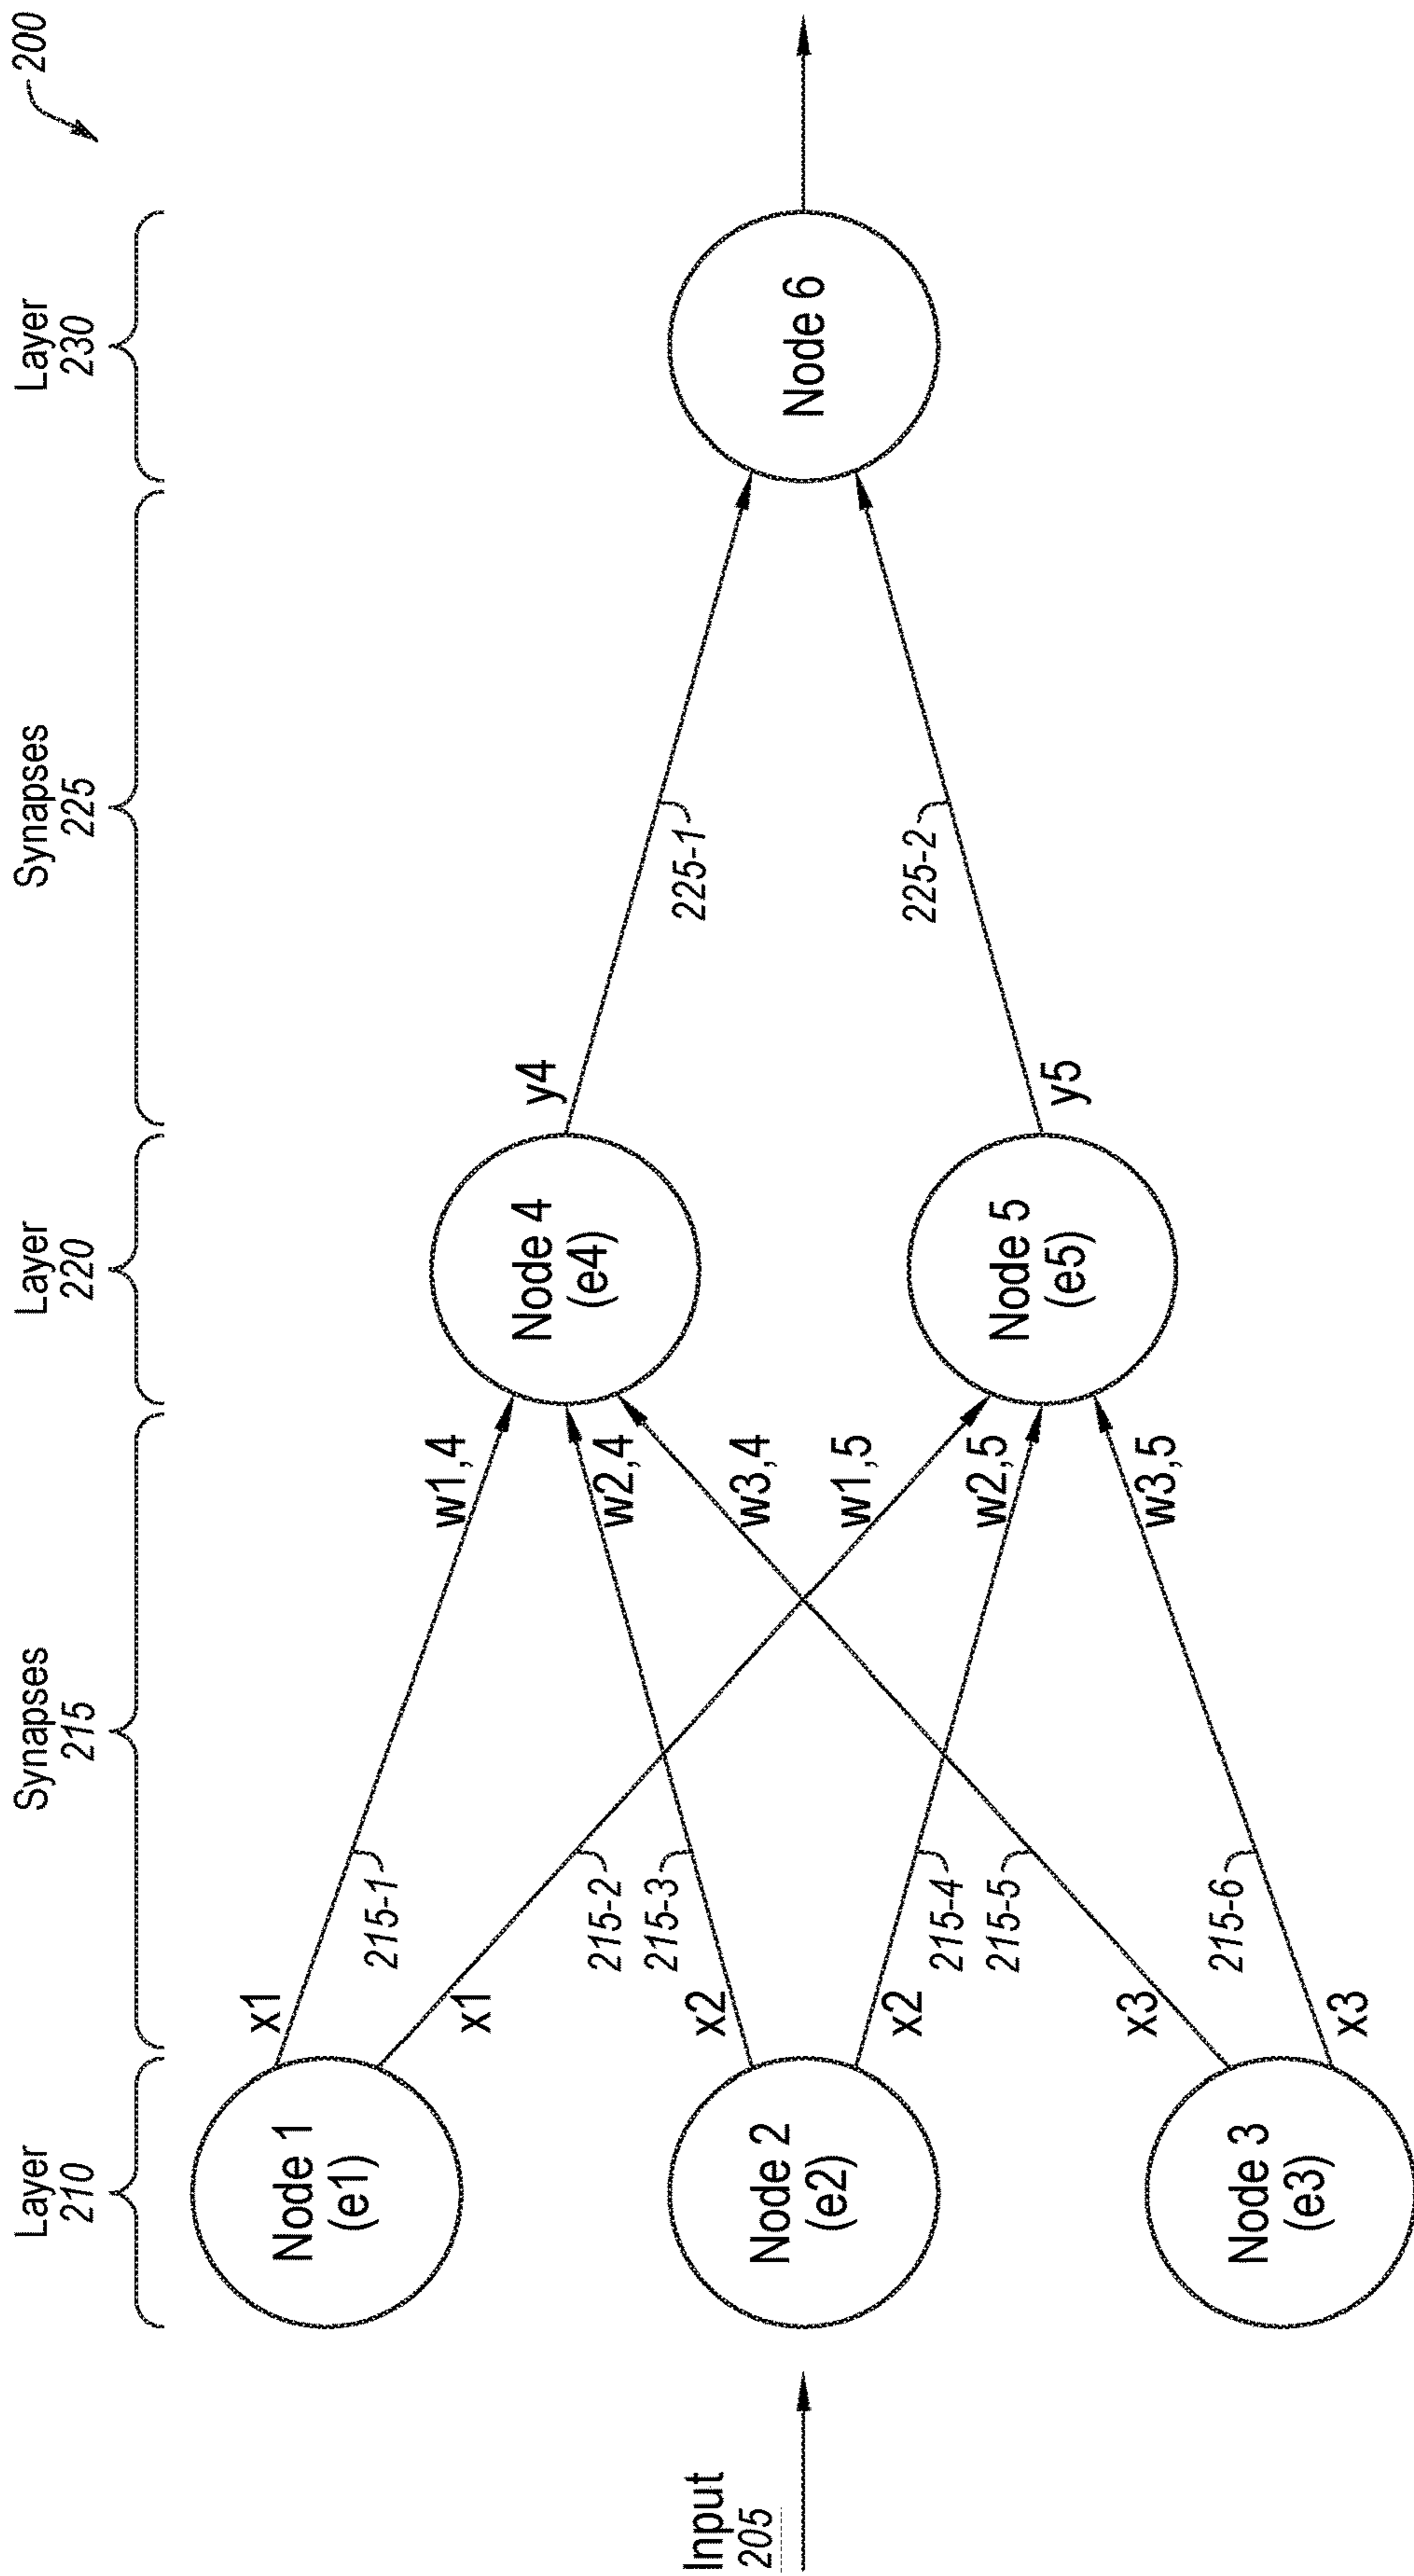 200
Layer
210
Synapses
215
Layer
220
Synapses
225
Layer
230
Input
205
Node 1
(e1)
Node 2
(e2)
Node 3
(e3)
x1
x1
x2
x2
x3
x3
215-1
215-2
215-3
215-4
215-5
215-6
w1,4
w2,4
w3,4
w1,5
w2,5
w3,5
Node 4
(e4)
Node 5
(e5)
y4
y5
225-1
225-2
Node 6